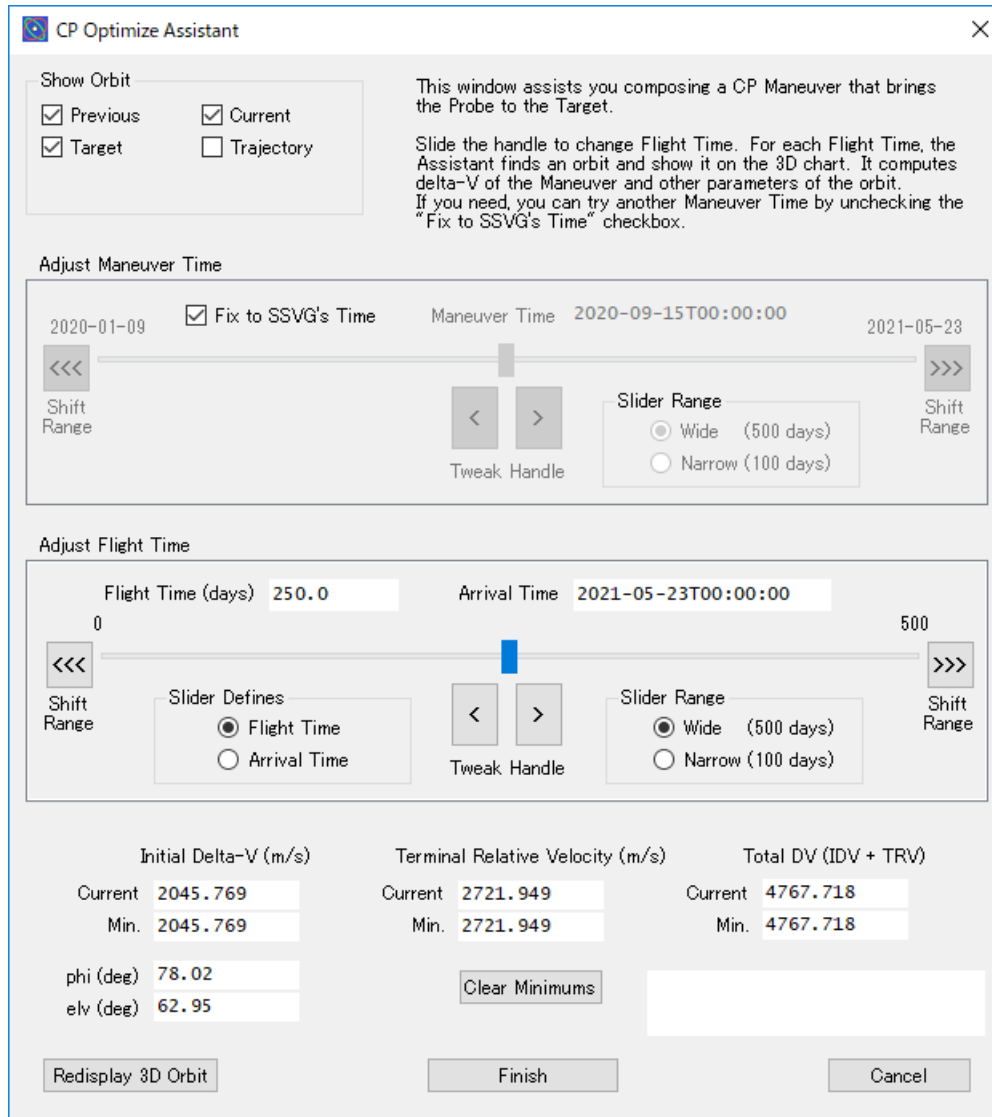 CP Optimize Assistant
Show Orbit
Previous
Current
Target
Trajectory
This window assists you composing a CP Maneuver that brings
the Probe to the Target.
Slide the handle to change Flight Time. For each Flight Time, the
Assistant finds an orbit and show it on the 3D chart. It computes
delta-V of the Maneuver and other parameters of the orbit.
If you need, you can try another Maneuver Time by unchecking the
"Fix to SSVG's Time" checkbox.
Adjust Maneuver Time
2020-01-09
Fix to SSVG's Time
Maneuver Time 2020-09-15T00:00:00
2021-05-23
<<<
>>>
Shift
Range
<
>
Tweak Handle
Slider Range
Wide (500 days)
Narrow (100 days)
Shift
Range
Adjust Flight Time
Flight Time (days) 250.0
Arrival Time 2021-05-23T00:00:00
0
500
<<<
>>>
Shift
Range
Slider Defines
Flight Time
Arrival Time
<
>
Tweak Handle
Slider Range
Wide (500 days)
Narrow (100 days)
Shift
Range
Initial Delta-V (m/s)
Current 2045.769
Min. 2045.769
Terminal Relative Velocity (m/s)
Current 2721.949
Min. 2721.949
Total DV (IDV + TRV)
Current 4767.718
Min. 4767.718
phi (deg) 78.02
elv (deg) 62.95
Clear Minimums
Redisplay 3D Orbit
Finish
Cancel